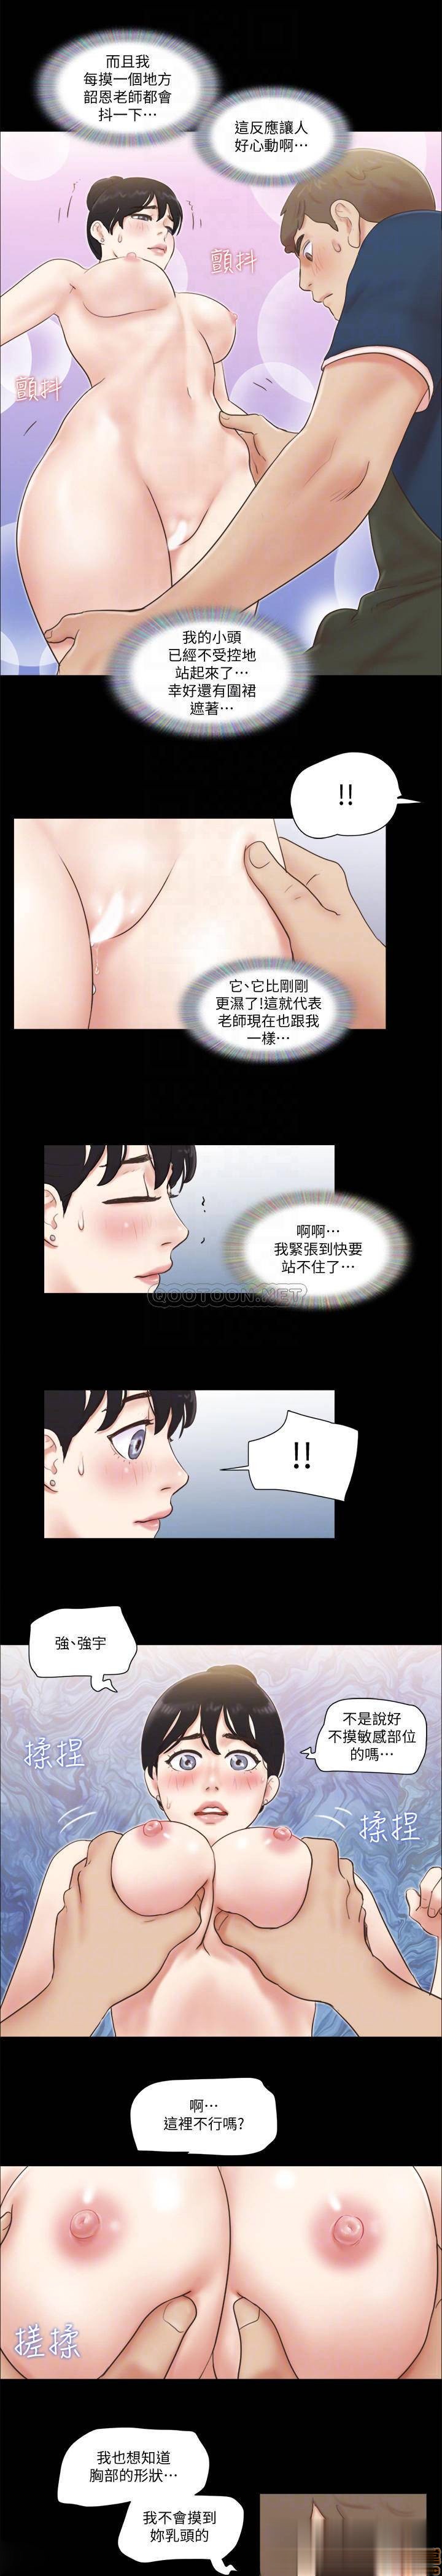 而且我
每摸一個地方
韶恩老師都會
抖一下⋯
這反應讓人
好心動啊⋯
顫抖
顫抖
我的小頭
已經不受控地
站起來了⋯
幸好還有圍裙
遮著⋯
!!
它、它比剛剛
更濕了!這就代表
老師現在也跟我
一樣⋯
啊啊⋯
我緊張到快要
站不住了⋯
QOOTOON.NET
!!
強、強宇
不是說好
不摸敏感部位
的嗎⋯
揉捏
揉捏
啊⋯
這裡不行嗎?
搓揉
我也想知道
胸部的形狀⋯
我不會摸到
妳乳頭的